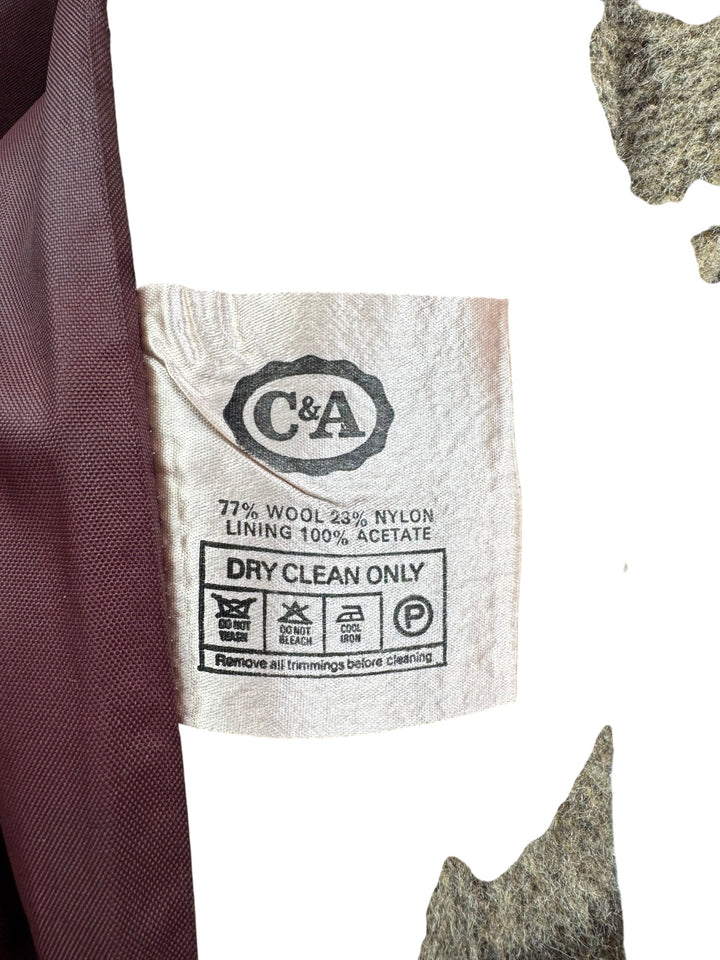 C&A
77% WOOL 23% NYLON
LINING 100% ACETATE
DRY CLEAN ONLY
DO NOT WASH
DO NOT BLEACH
COOL IRON
P
Remove all trimmings before cleaning